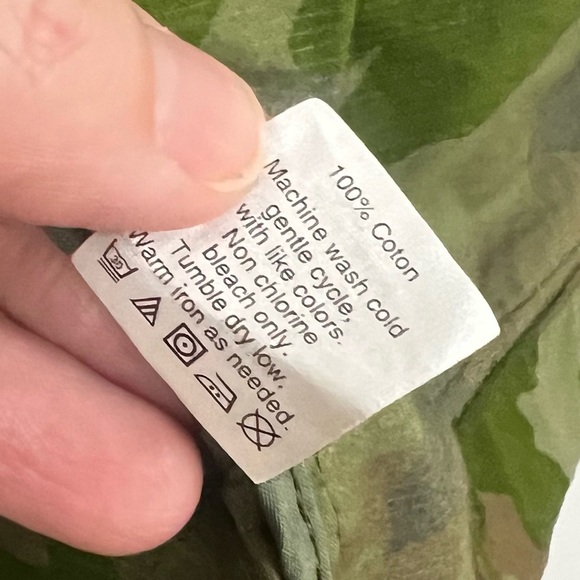 100% Coton
Machine wash cold
gentle cycle,
with like colors.
Non chlorine
bleach only.
Tumble dry low.
Warm iron as needed.
30